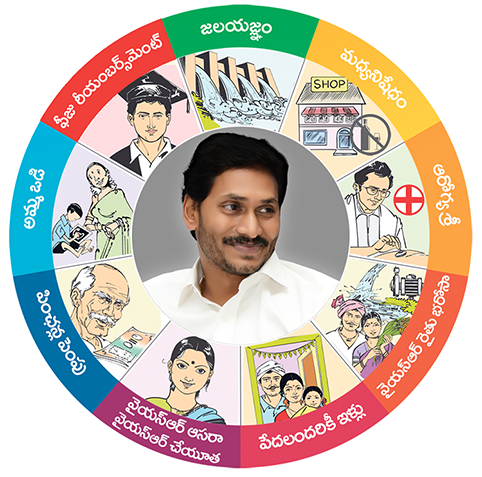 జలయజ్ఞం
మద్యనిషేధం
SHOP
ఆరోగ్యశ్రీ
వైయస్ఆర్ రైతు భరోసా
పేదలందరికీ ఇళ్లు
వైయస్ఆర్ ఆసరా
వైయస్ఆర్ చేయూత
పింఛన్ల పెంపు
అమ్మ ఒడి
ఫీజు రీయింబర్స్‌మెంట్